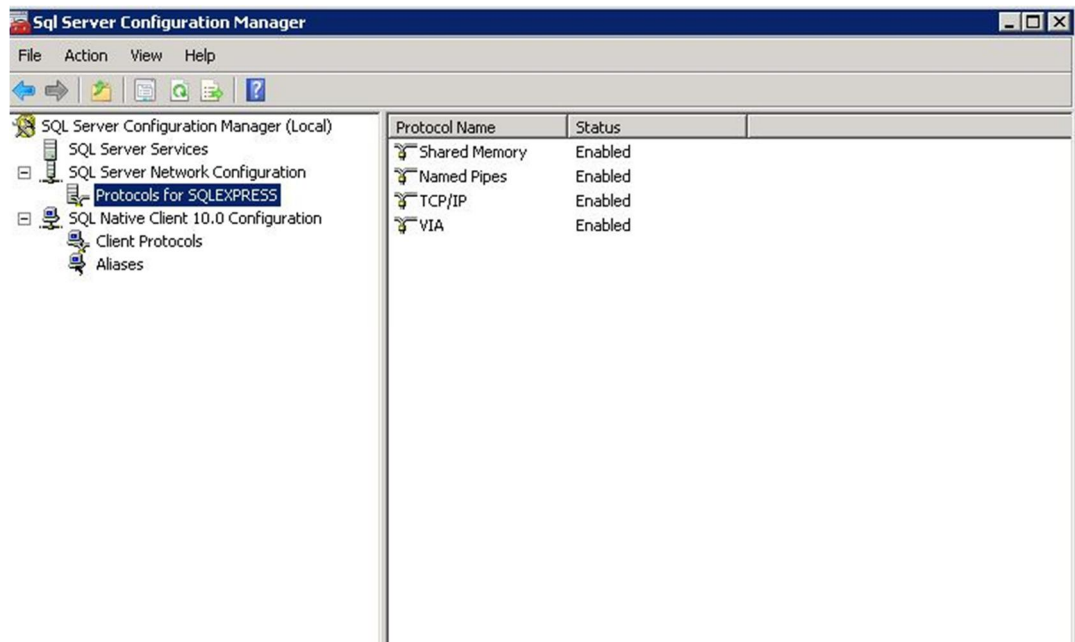 Sql Server Configuration Manager
File Action View Help
SQL Server Configuration Manager (Local)
SQL Server Services
SQL Server Network Configuration
Protocols for SQLEXPRESS
SQL Native Client 10.0 Configuration
Client Protocols
Aliases
Protocol Name Status
Shared Memory Enabled
Named Pipes Enabled
TCP/IP Enabled
VIA Enabled